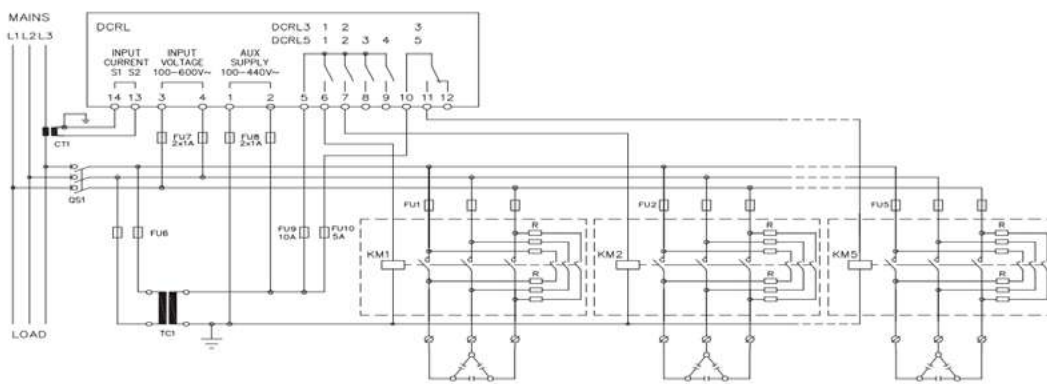 MAINS
L1 L2 L3
DCRL
DCRL3 1 2 3
DCRL5 1 2 3 4 5
INPUT CURRENT
S1 S2
INPUT VOLTAGE
100–600V~
AUX SUPPLY
100–440V~
14 13 3 4 1 2 5 6 7 8 9 10 11 12
CT1
FU7
2x1A
FU8
2x1A
QS1
FU6
FU9
10A
FU10
5A
FU1
FU2
FU5
R
R
R
KM1
KM2
KM5
R
R
R
TC1
LOAD